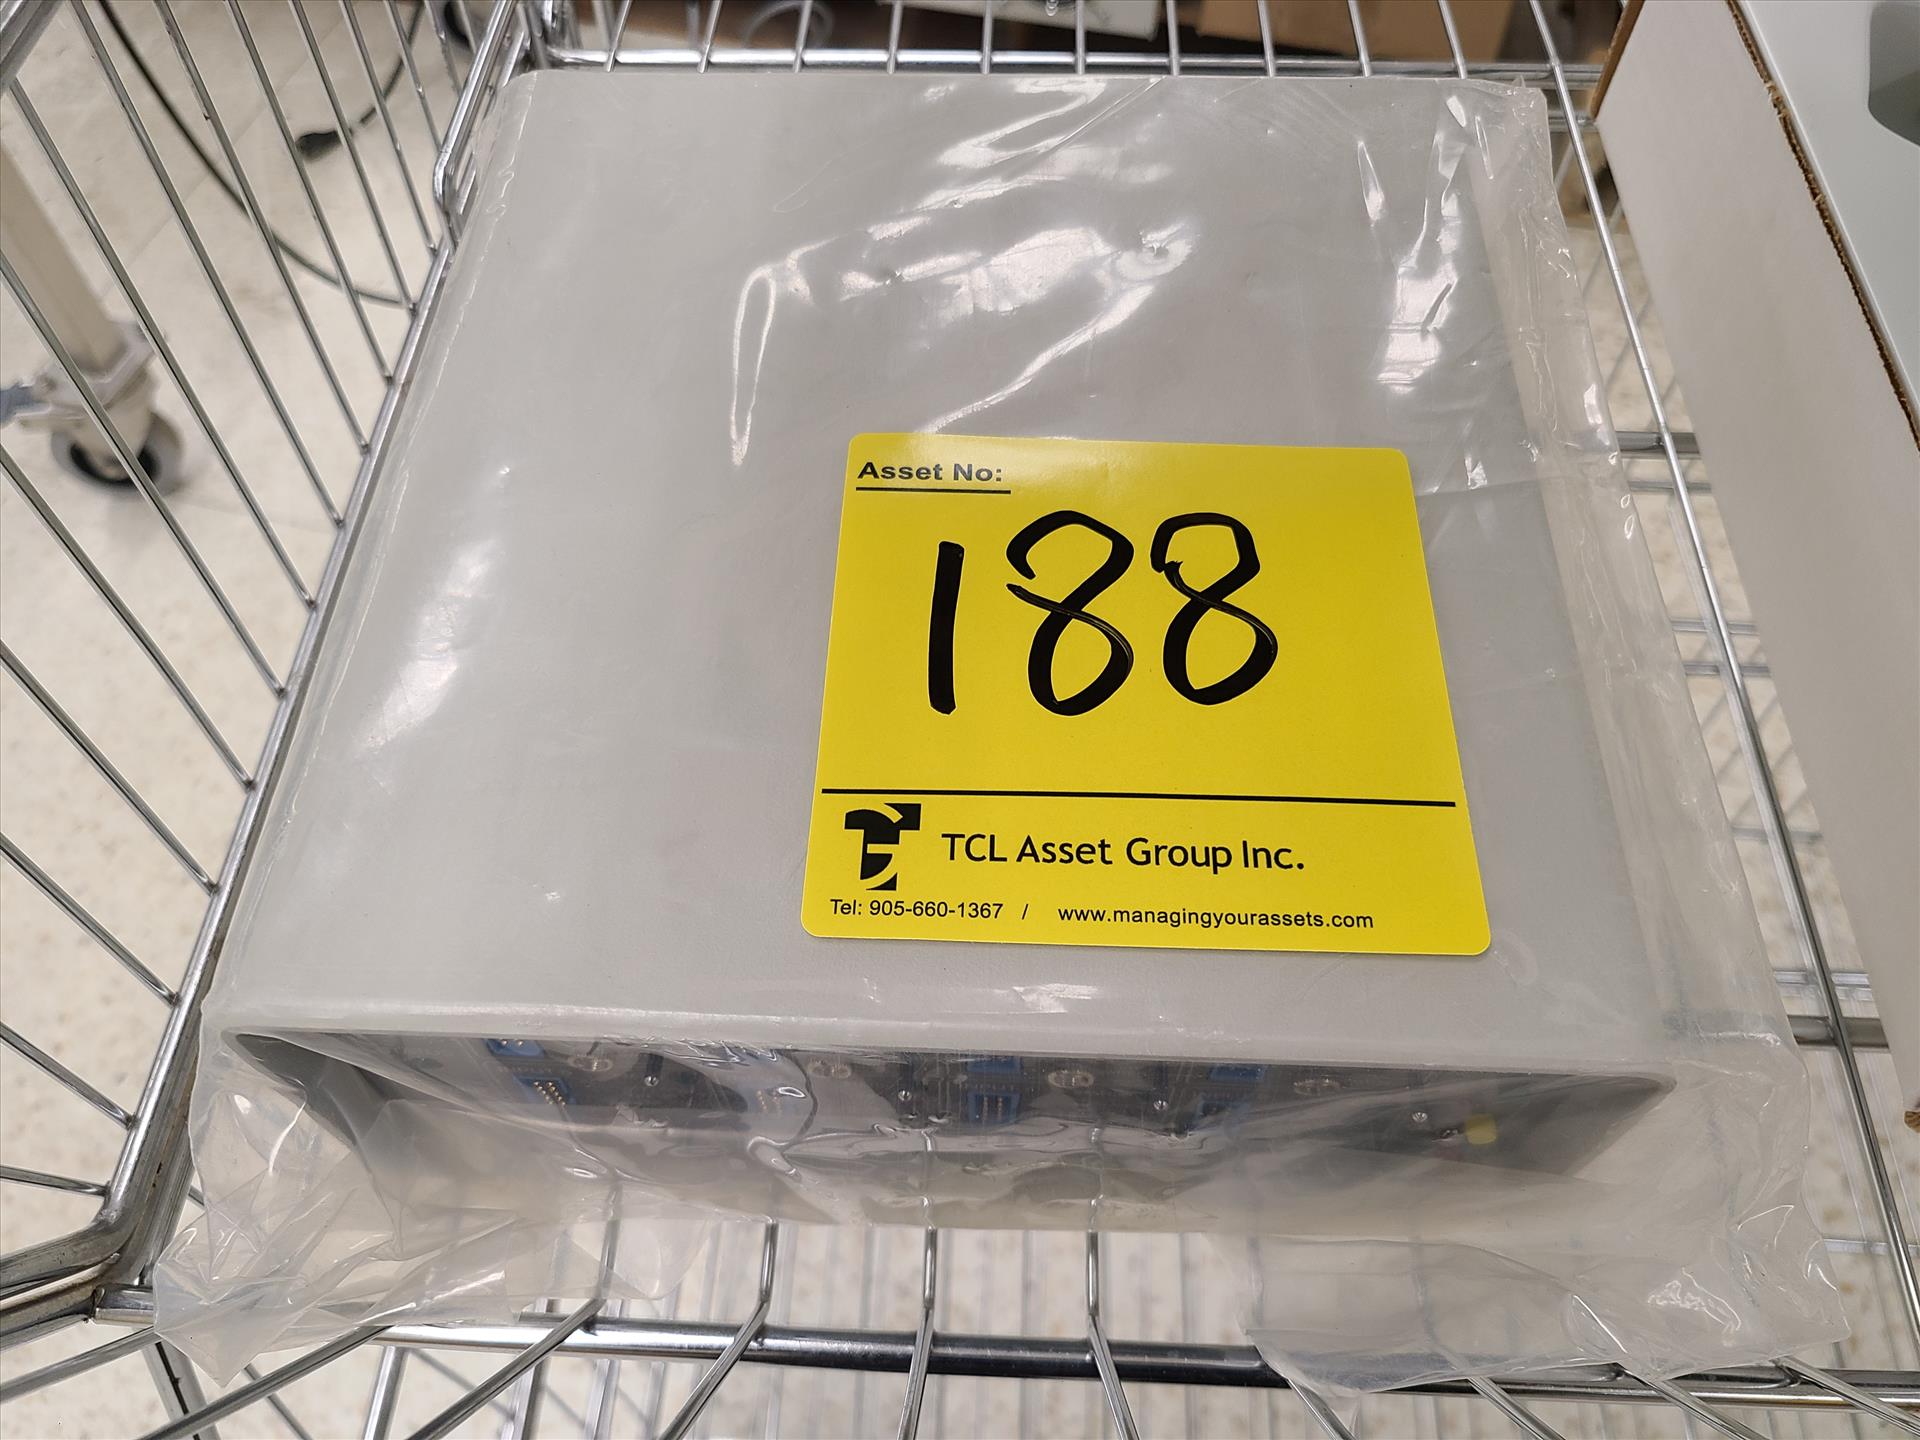 Asset No:
188
TCL Asset Group Inc.
Tel: 905-660-1367 / www.managingyourassets.com